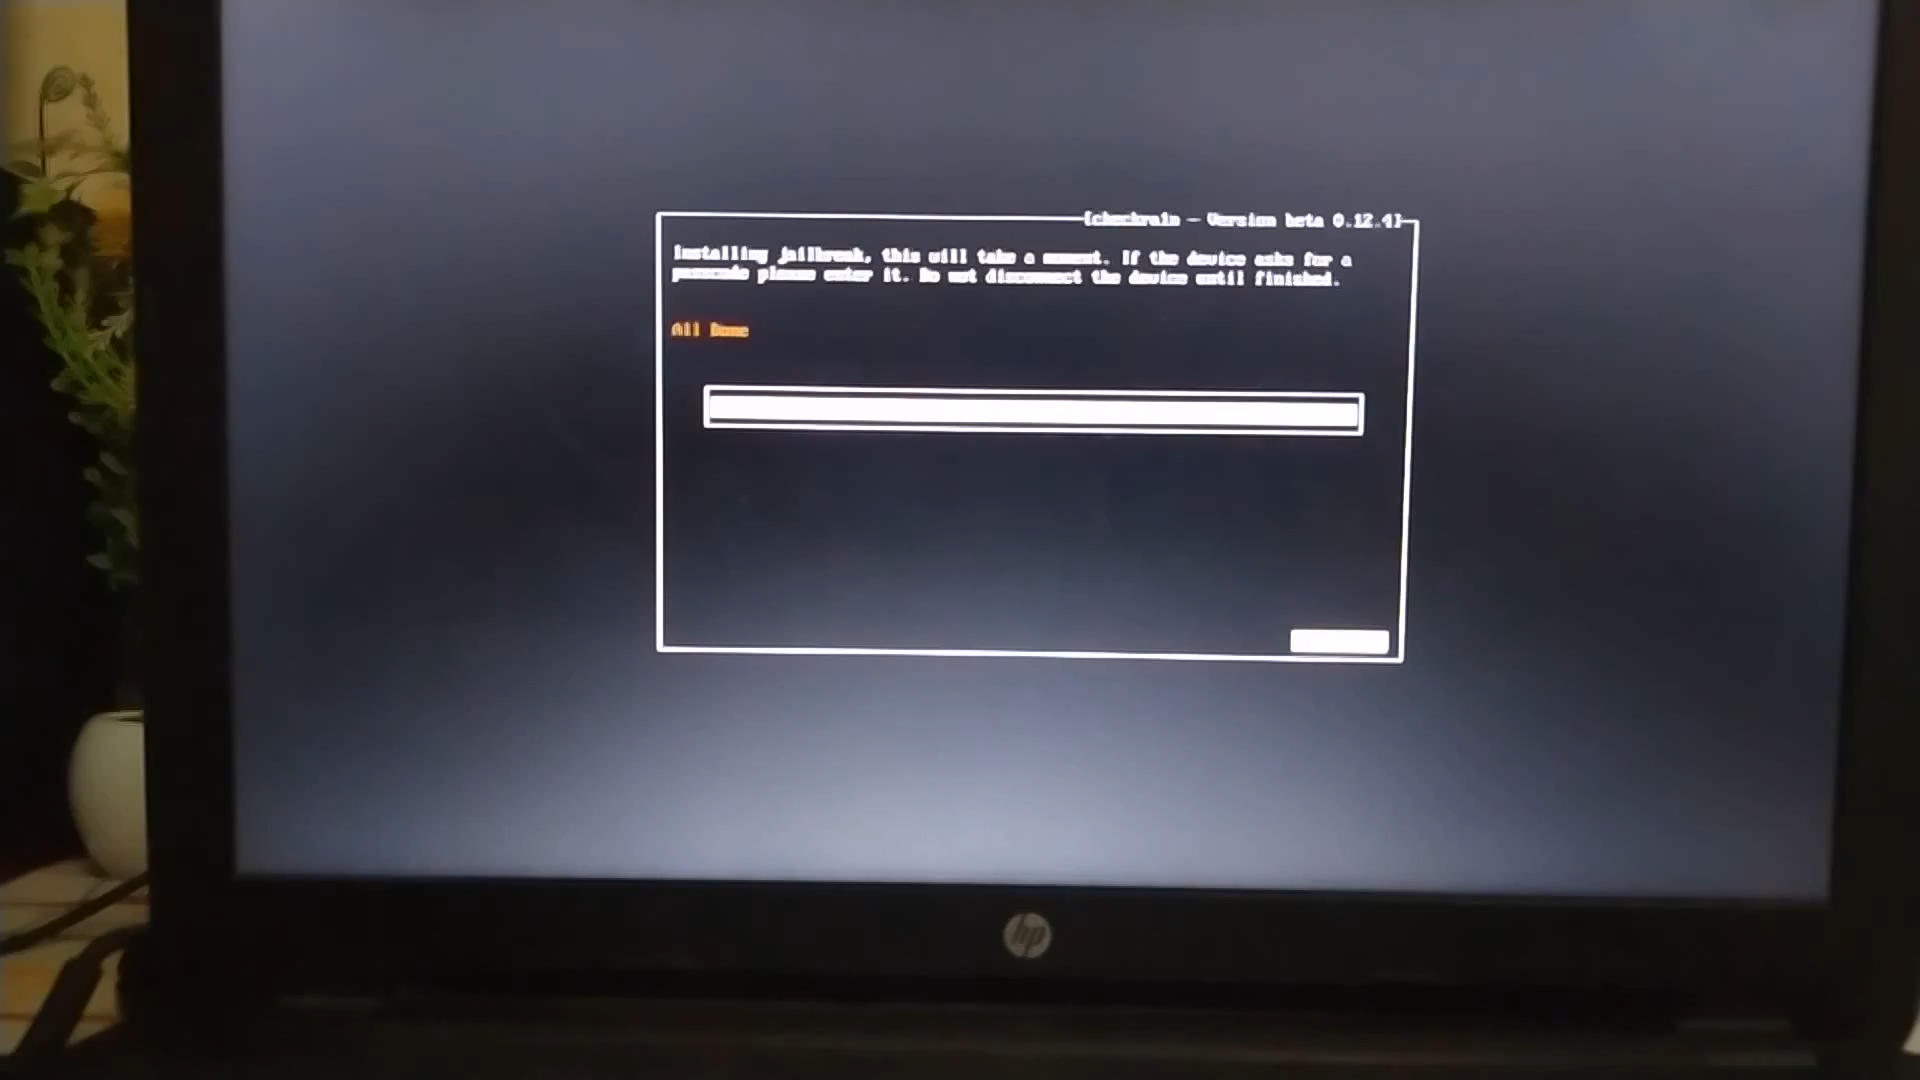 [checkra1n - Version beta 0.12.4]
Installing jailbreak, this will take a moment. If the device asks for a
passcode please enter it. Do not disconnect the device until finished.
All Done
hp